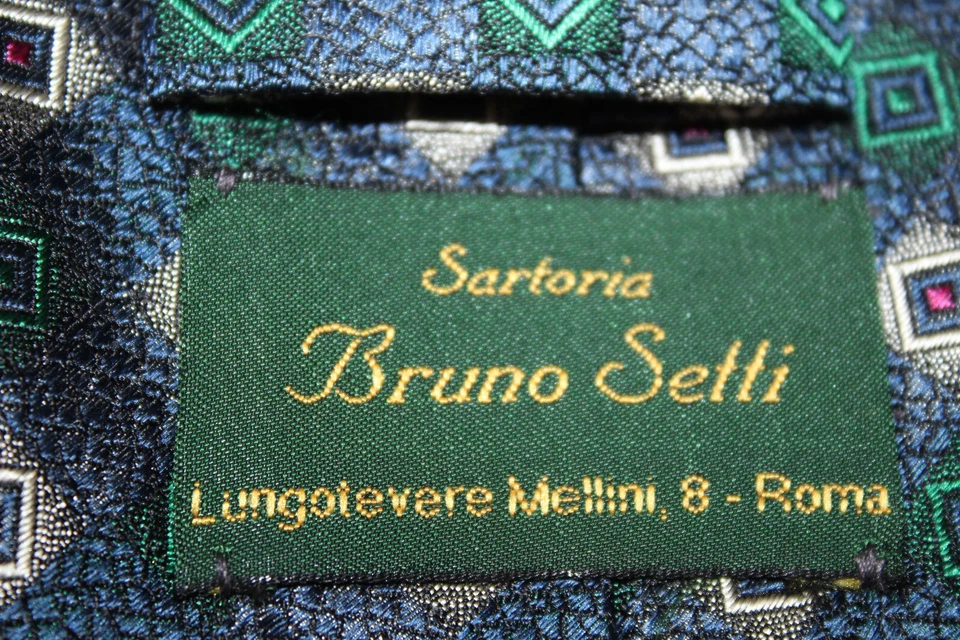 Sartoria
Bruno Setti
Lungotevere Mellini, 8 - Roma